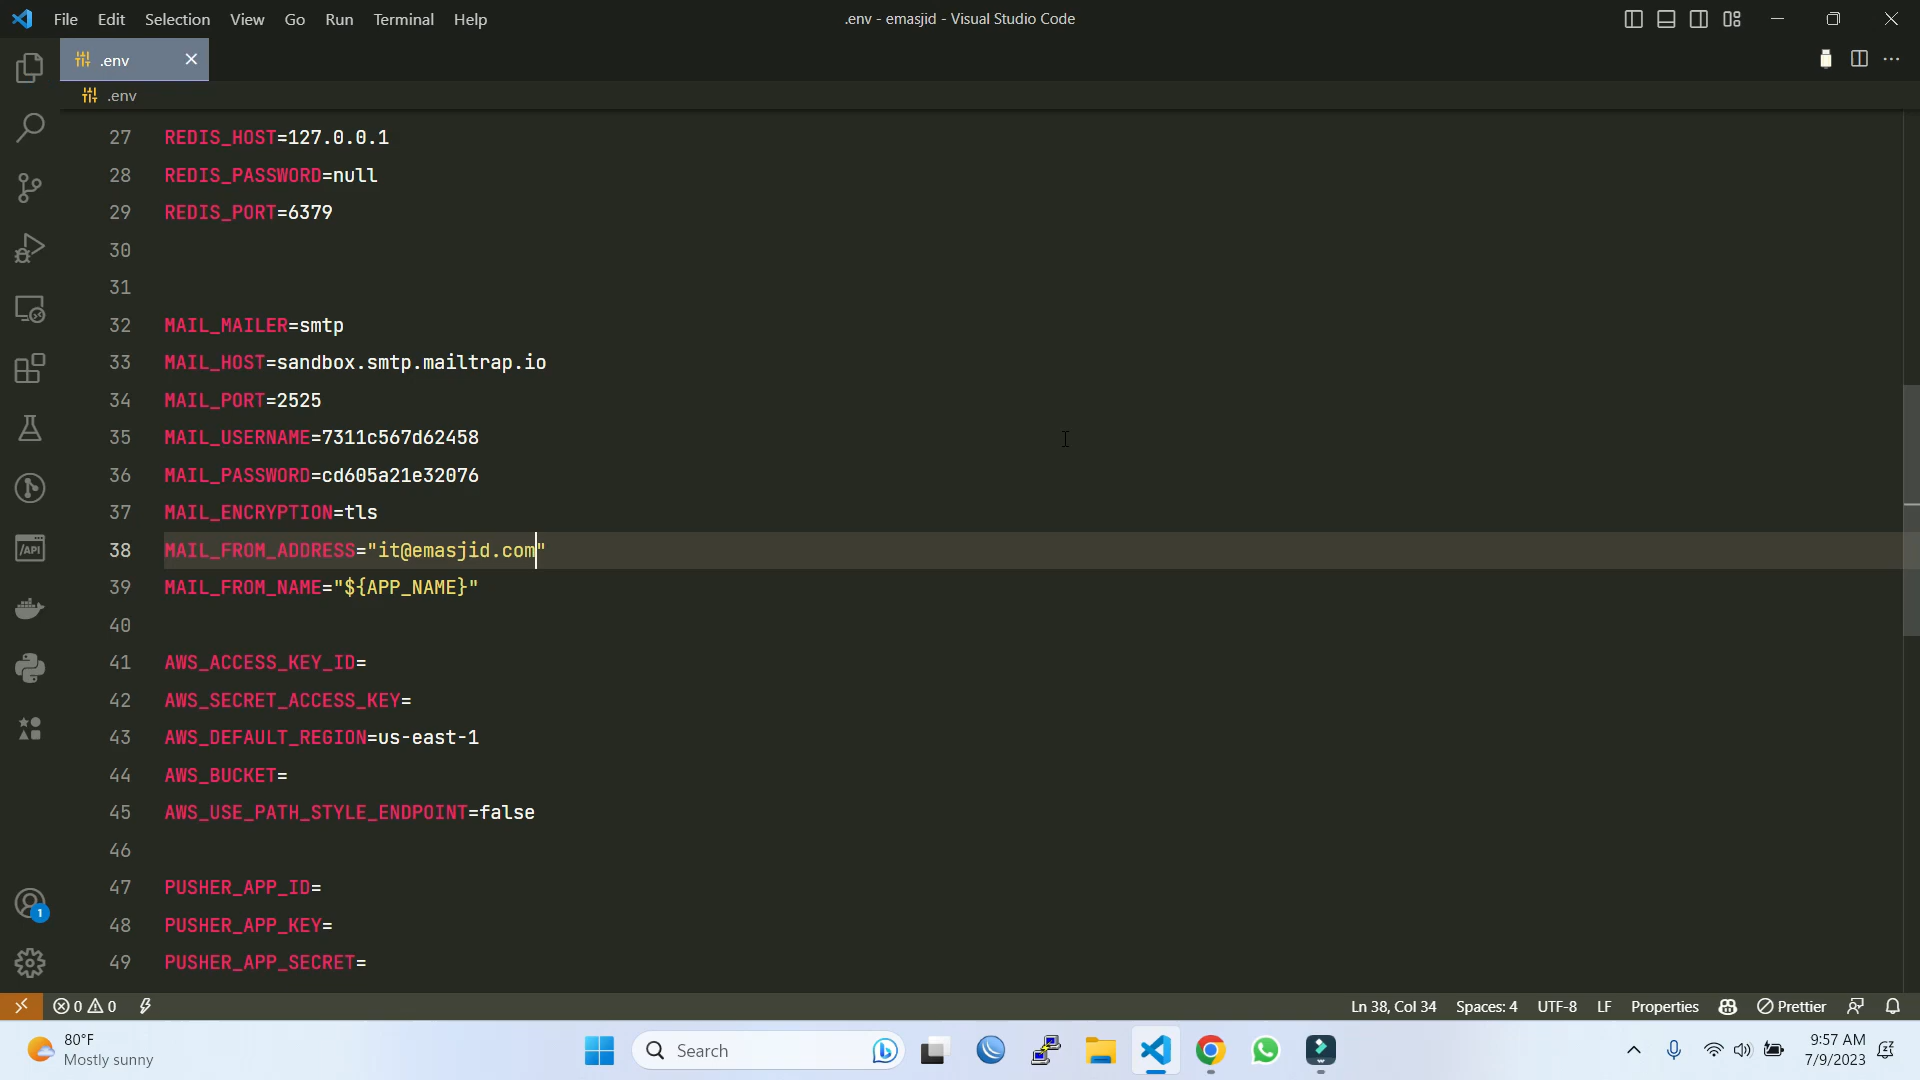 File Edit Selection View Go Run Terminal Help
.env - emasjid - Visual Studio Code
.env
.env
27 REDIS_HOST=127.0.0.1
28 REDIS_PASSWORD=null
29 REDIS_PORT=6379
30
31
32 MAIL_MAILER=smtp
33 MAIL_HOST=sandbox.smtp.mailtrap.io
34 MAIL_PORT=2525
35 MAIL_USERNAME=7311c567d62458
36 MAIL_PASSWORD=cd605a21e32076
37 MAIL_ENCRYPTION=tls
38 MAIL_FROM_ADDRESS="it@emasjid.com"
39 MAIL_FROM_NAME="${APP_NAME}"
40
41 AWS_ACCESS_KEY_ID=
42 AWS_SECRET_ACCESS_KEY=
43 AWS_DEFAULT_REGION=us-east-1
44 AWS_BUCKET=
45 AWS_USE_PATH_STYLE_ENDPOINT=false
46
47 PUSHER_APP_ID=
48 PUSHER_APP_KEY=
49 PUSHER_APP_SECRET=
API
1
0 0 Ln 38, Col 34 Spaces: 4 UTF-8 LF Properties Prettier
80°F
Mostly sunny
Search
9:57 AM
7/9/2023